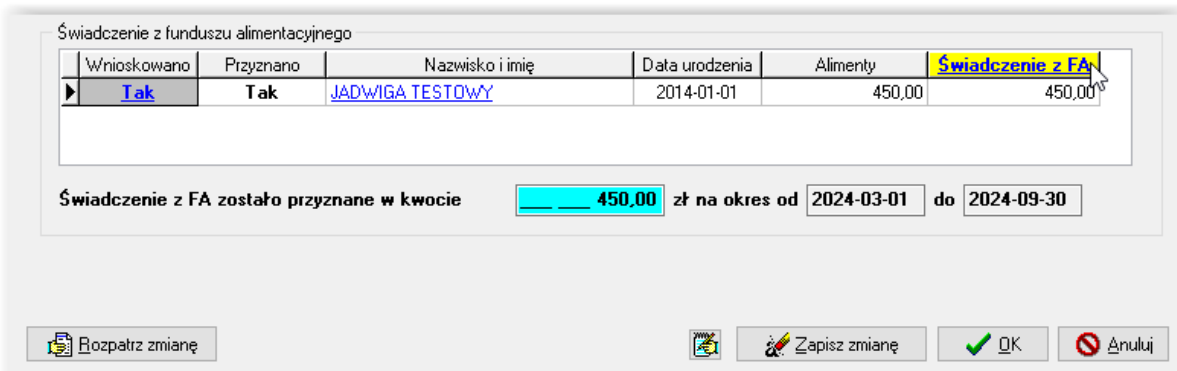 Świadczenie z funduszu alimentacyjnego
Wnioskowano Przyznano Nazwisko i imię Data urodzenia Alimenty Świadczenie z FA
Tak Tak JADWIGA TESTOWY 2014-01-01 450,00 450,00
Świadczenie z FA zostało przyznane w kwocie ___ ___ 450,00 zł na okres od 2024-03-01 do 2024-09-30
Rozpatrz zmianę Zapisz zmianę OK Anuluj